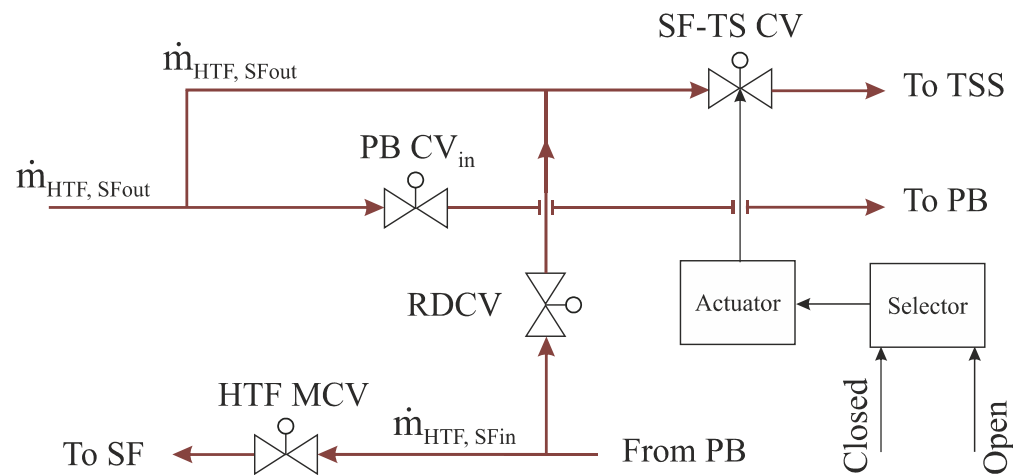 SF-TS CV
ṁHTF, SFout
To TSS
PB CVin
ṁHTF, SFout
To PB
RDCV
Actuator
Selector
HTF MCV
ṁHTF, SFin
To SF
From PB
Closed
Open